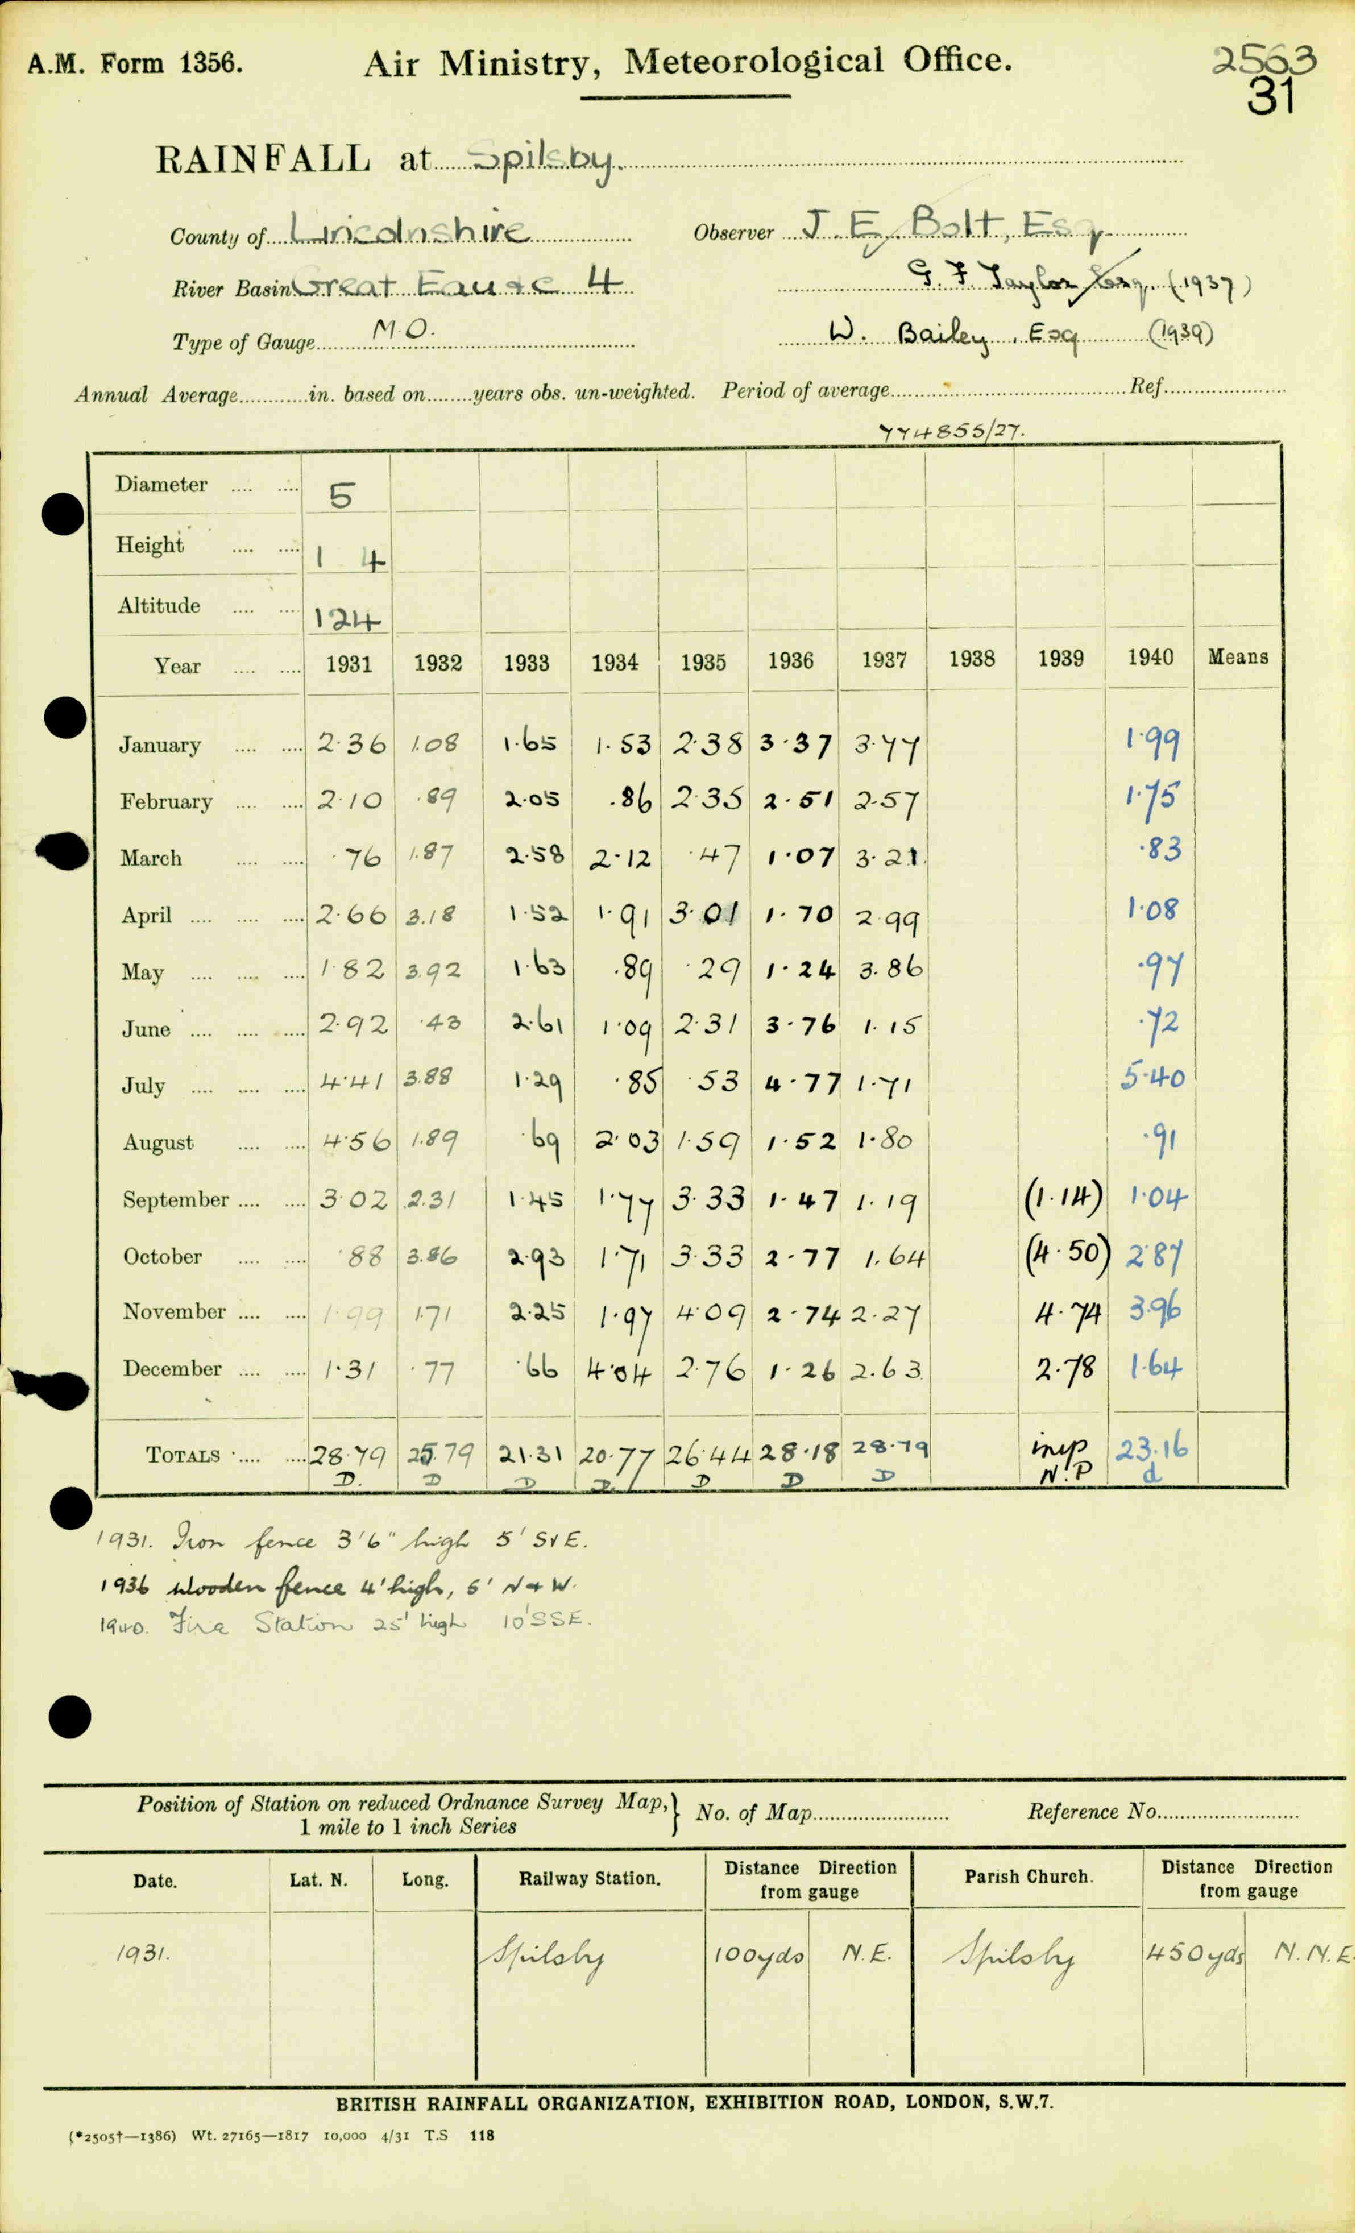 A.M. Form 1356. Air Ministry, Meteorological Office. 2563
31
RAINFALL at Spilsby.
County of Lincolnshire Observer J. E. Bolt, Esq.
River Basin Great Eau &c 4 G. F. Taylor Esq. (1937)
Type of Gauge M.O. W. Bailey, Esq (1939)
Annual Average in. based on years obs. un-weighted. Period of average Ref.
774855/27.
Diameter 5
Height 1 4
Altitude 124
Year 1931 1932 1933 1934 1935 1936 1937 1938 1939 1940 Means
January 2.36 1.08 1.65 1.53 2.38 3.37 3.77 1.99
February 2.10 .89 2.05 .86 2.35 2.51 2.57 1.75
March .76 1.87 2.58 2.12 .47 1.07 3.21 .83
April 2.66 3.18 1.52 1.91 3.01 1.70 2.99 1.08
May 1.82 3.92 1.63 .89 .29 1.24 3.86 .97
June 2.92 .43 2.61 1.09 2.31 3.76 1.15 .72
July 4.41 3.88 1.29 .85 .53 4.77 1.71 5.40
August 4.56 1.89 .69 2.03 1.59 1.52 1.80 .91
September 3.02 2.31 1.45 1.77 3.33 1.47 1.19 (1.14) 1.04
October .88 3.86 2.93 1.71 3.33 2.77 1.64 (4.50) 2.87
November 1.99 1.71 2.25 1.97 4.09 2.74 2.27 4.74 3.96
December 1.31 .77 .66 4.04 2.76 1.26 2.63 2.78 1.64
TOTALS 28.79 25.79 21.31 20.77 26.44 28.18 28.79 inp 23.16
D. D D D D D D N.P d
1931. Iron fence 3'6" high 5' S & E.
1936 Wooden fence 4' high, 6' N & W.
1940. Fire Station 25' high 10' SSE.
Position of Station on reduced Ordnance Survey Map, } No. of Map Reference No.
1 mile to 1 inch Series
Date. Lat. N. Long. Railway Station. Distance Direction from gauge Parish Church. Distance Direction from gauge
1931. Spilsby 100yds N.E. Spilsby 450yds N.N.E.
BRITISH RAINFALL ORGANIZATION, EXHIBITION ROAD, LONDON, S.W.7.
(*2505†—1386) Wt. 27165—1817 10,000 4/31 T.S 118